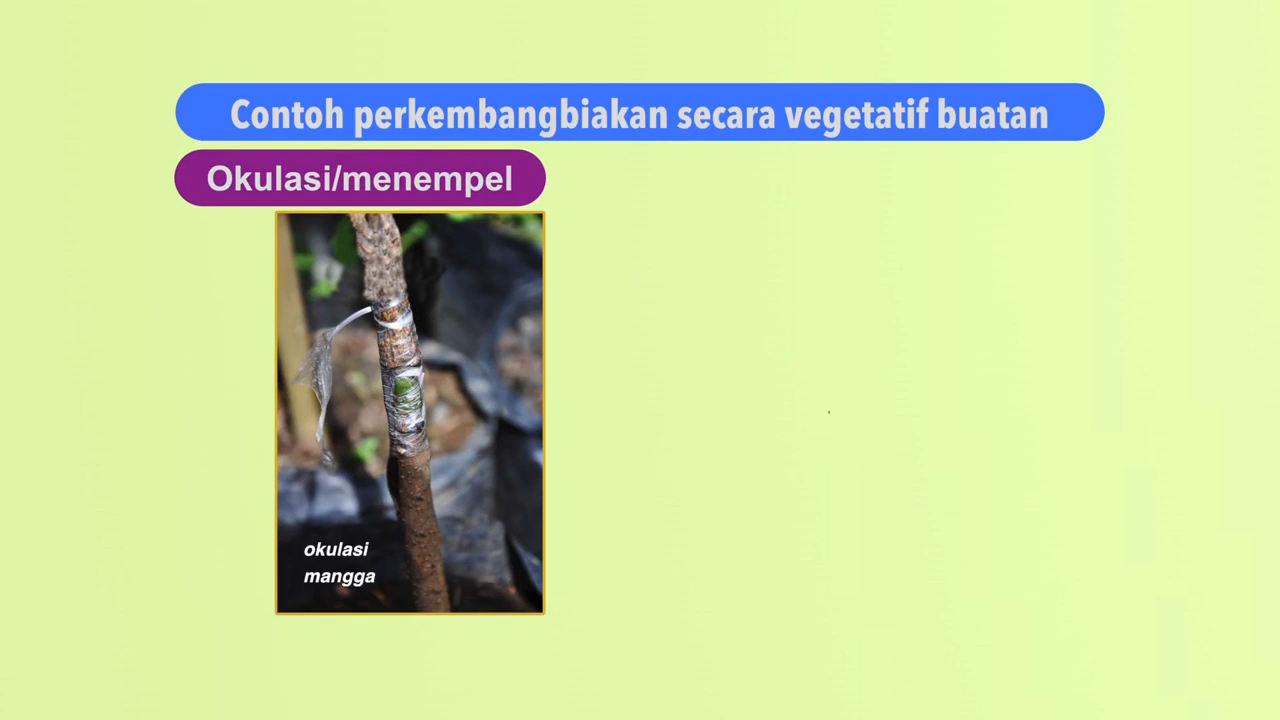 Contoh perkembangbiakan secara vegetatif buatan
Okulasi/menempel
okulasi
mangga